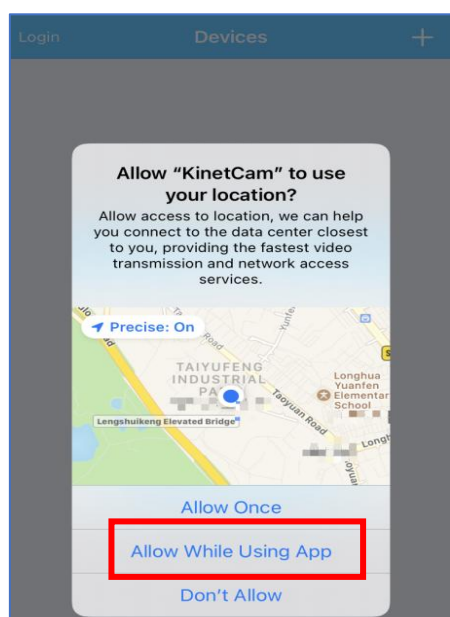 Login Devices +
Allow “KinetCam” to use
your location?
Allow access to location, we can help
you connect to the data center closest
to you, providing the fastest video
transmission and network access
services.
Precise: On
Road
TAIYUFENG
INDUSTRIAL
PA
Longhua
Yuanfen
Elementar
School
Taoyuan Road
Lengshuikeng Elevated Bridge
Longh
Allow Once
Allow While Using App
Don’t Allow